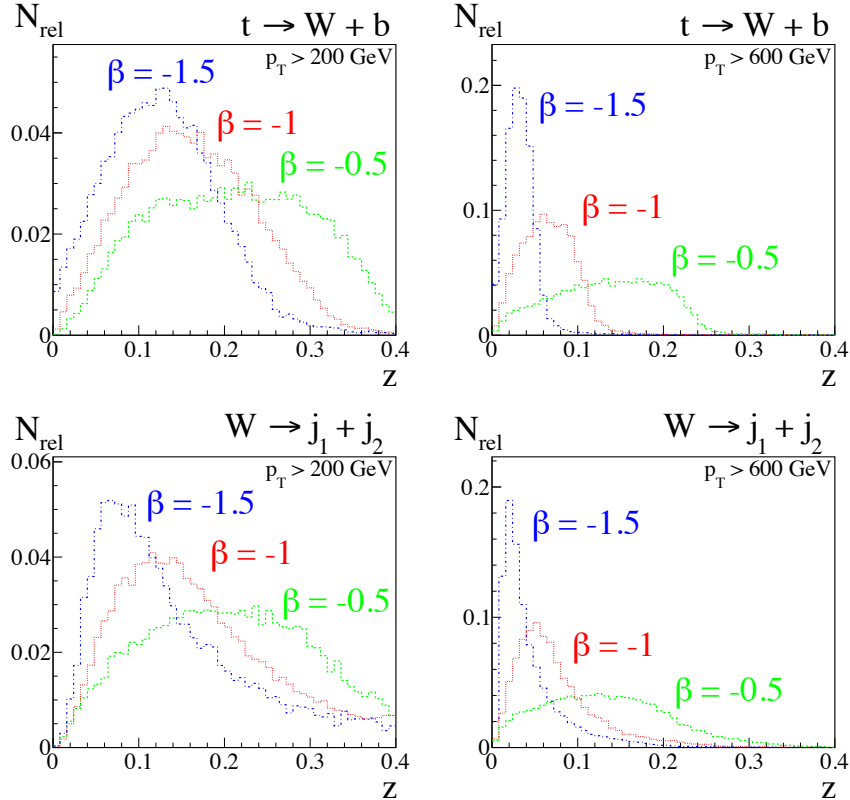 N_rel t → W + b
p_T > 200 GeV
β = -1.5
β = -1
β = -0.5
0.04
0.02
0
0 0.1 0.2 0.3 0.4
z
N_rel t → W + b
p_T > 600 GeV
β = -1.5
β = -1
β = -0.5
0.2
0.1
0
0 0.1 0.2 0.3 0.4
z
N_rel W → j_1 + j_2
p_T > 200 GeV
β = -1.5
β = -1
β = -0.5
0.06
0.04
0.02
0
0 0.1 0.2 0.3 0.4
z
N_rel W → j_1 + j_2
p_T > 600 GeV
β = -1.5
β = -1
β = -0.5
0.2
0.1
0
0 0.1 0.2 0.3 0.4
z